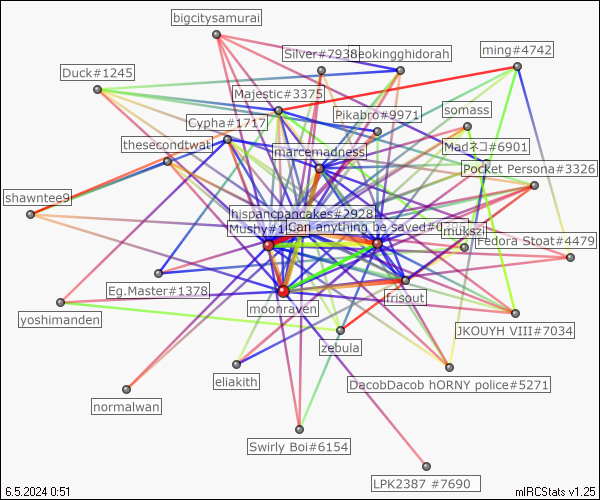 bigcitysamurai
Silver#7938
eokingghidorah
ming#4742
Duck#1245
Majestic#3375
Pikabro#9971
somass
Cypha#1717
thesecondtwat
marcemadness
Madネコ#6901
Pocket Persona#3326
shawntee9
hispancpancakes#2928
Mushy#1
Can anything be saved#0
mukszi
Fedora Stoat#4479
Eg.Master#1378
frisout
yoshimanden
moonraven
JKOUYH VIII#7034
zebula
eliakith
DacobDacob hORNY police#5271
normalwan
Swirly Boi#6154
LPK2387 #7690
6.5.2024 0:51
mIRCStats v1.25